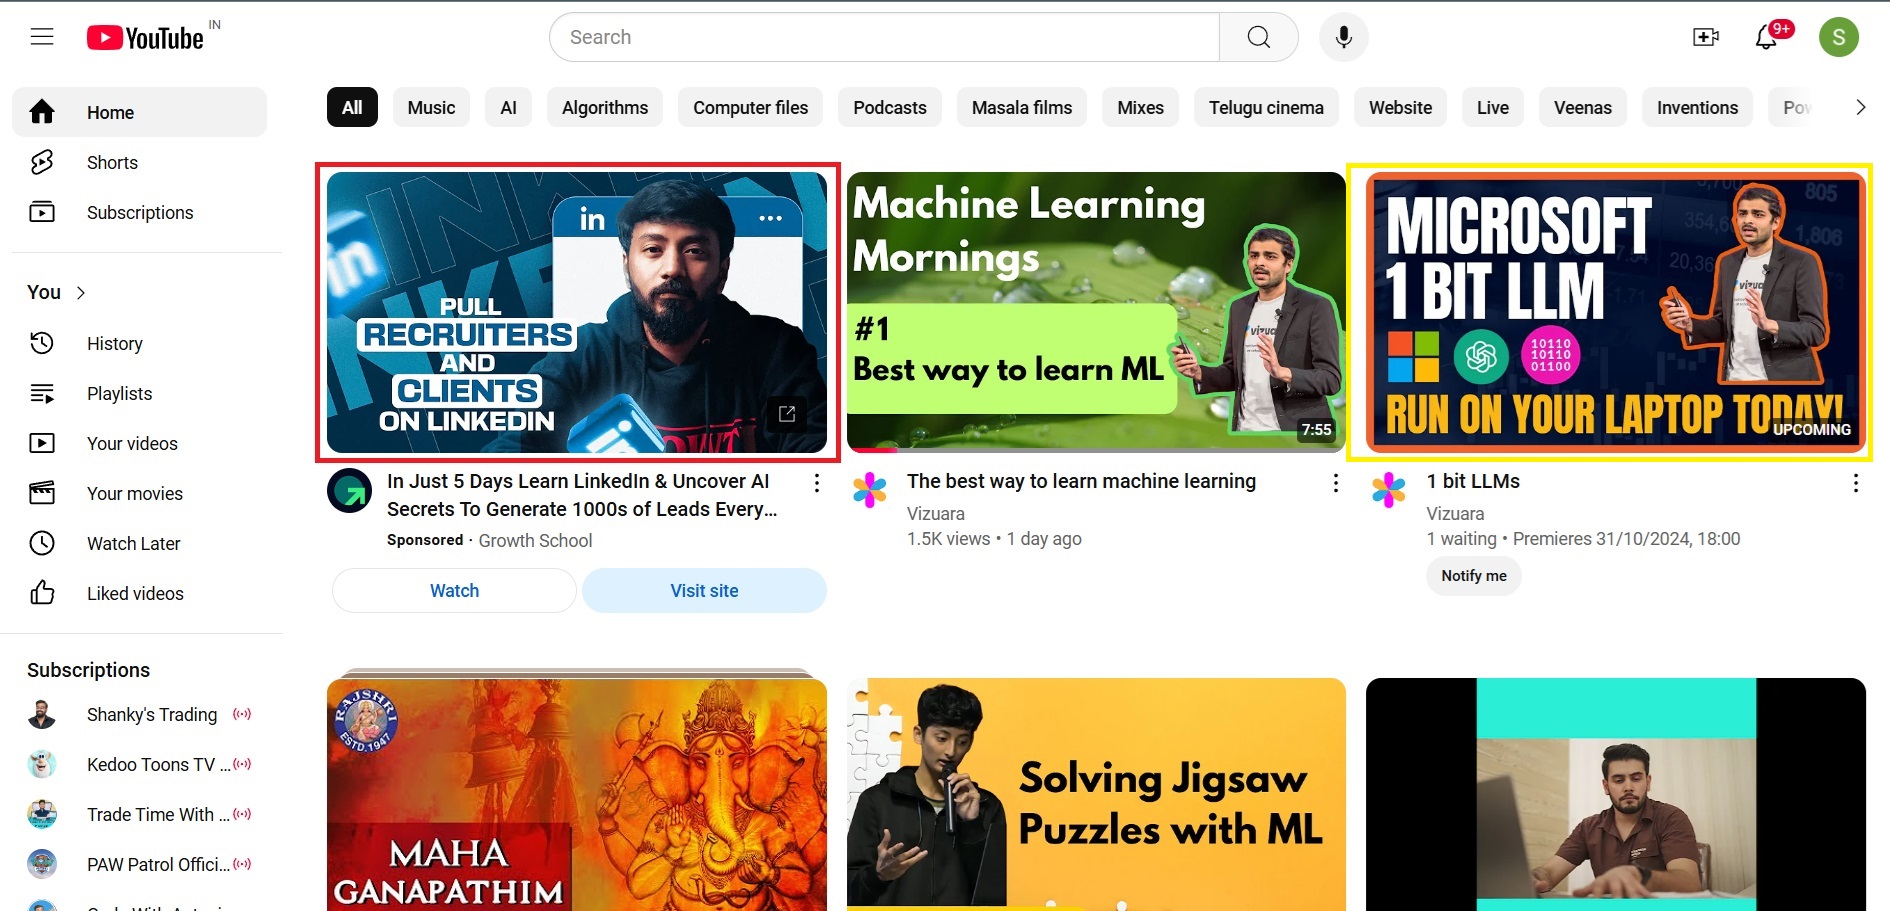 YouTube IN
Search
9+
S
Home
Shorts
Subscriptions
You
History
Playlists
Your videos
Your movies
Watch Later
Liked videos
Subscriptions
Shanky's Trading
Kedoo Toons TV ...
Trade Time With ...
PAW Patrol Offici...
All Music AI Algorithms Computer files Podcasts Masala films Mixes Telugu cinema Website Live Veenas Inventions
in
in
PULL
RECRUITERS
AND
CLIENTS
ON LINKEDIN
In Just 5 Days Learn LinkedIn & Uncover AI
Secrets To Generate 1000s of Leads Every...
Sponsored · Growth School
Watch
Visit site
Machine Learning
Mornings
#1
Best way to learn ML
7:55
The best way to learn machine learning
Vizuara
1.5K views • 1 day ago
805
1,806
MICROSOFT
1 BIT LLM
10110
10110
01100
RUN ON YOUR LAPTOP TODAY!
UPCOMING
1 bit LLMs
Vizuara
1 waiting • Premieres 31/10/2024, 18:00
Notify me
RAJSHRI
ESTD.1947
MAHA
GANAPATHIM
Solving Jigsaw
Puzzles with ML